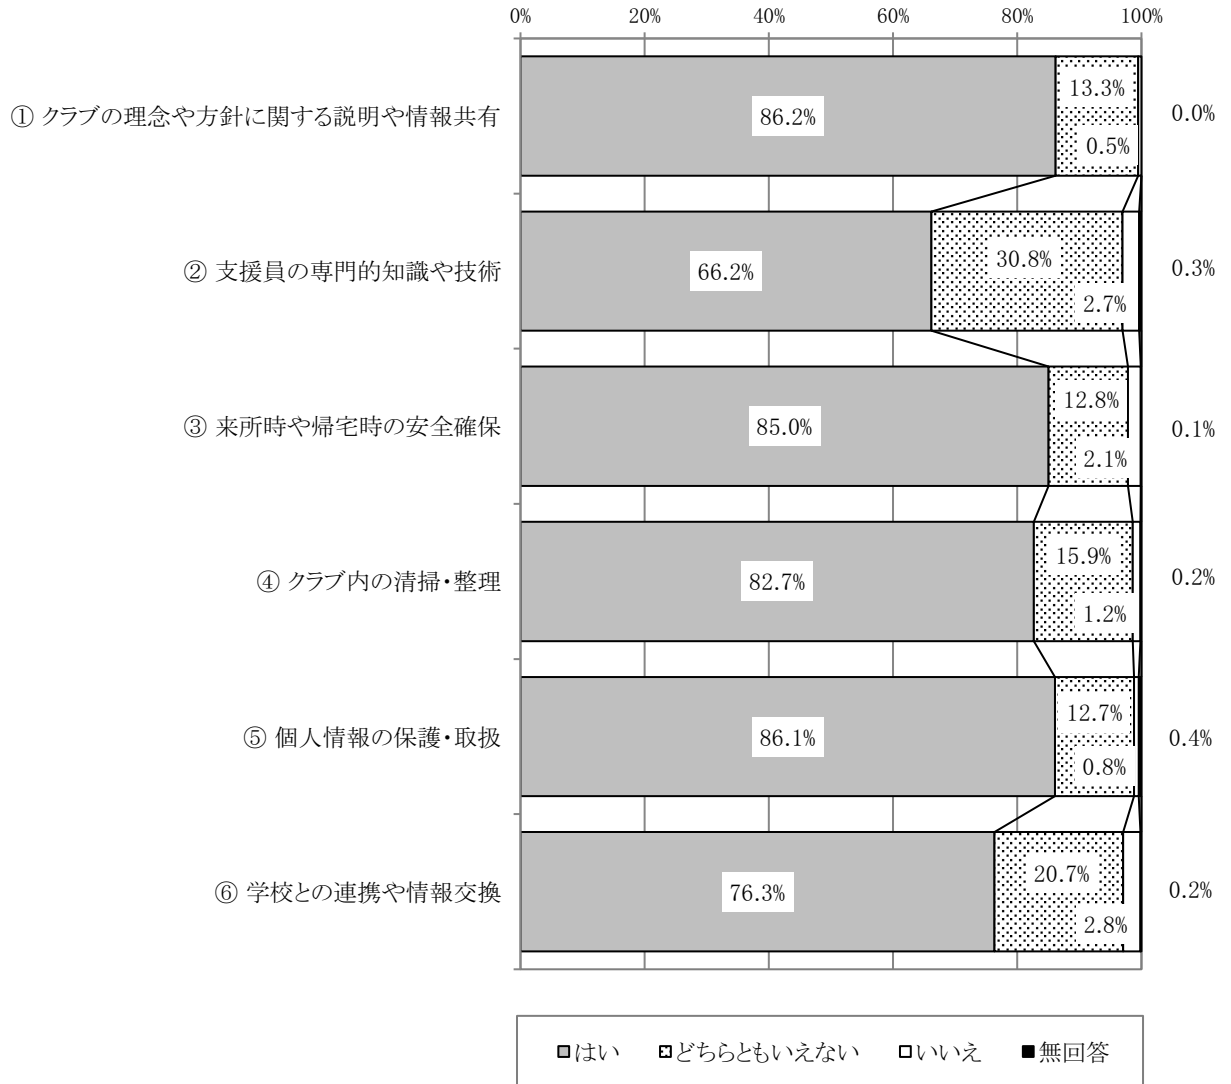 0% 20% 40% 60% 80% 100%
① クラブの理念や方針に関する説明や情報共有 86.2% 13.3% 0.5% 0.0%
② 支援員の専門的知識や技術 66.2% 30.8% 2.7% 0.3%
③ 来所時や帰宅時の安全確保 85.0% 12.8% 2.1% 0.1%
④ クラブ内の清掃・整理 82.7% 15.9% 1.2% 0.2%
⑤ 個人情報の保護・取扱 86.1% 12.7% 0.8% 0.4%
⑥ 学校との連携や情報交換 76.3% 20.7% 2.8% 0.2%
はい どちらともいえない いいえ 無回答